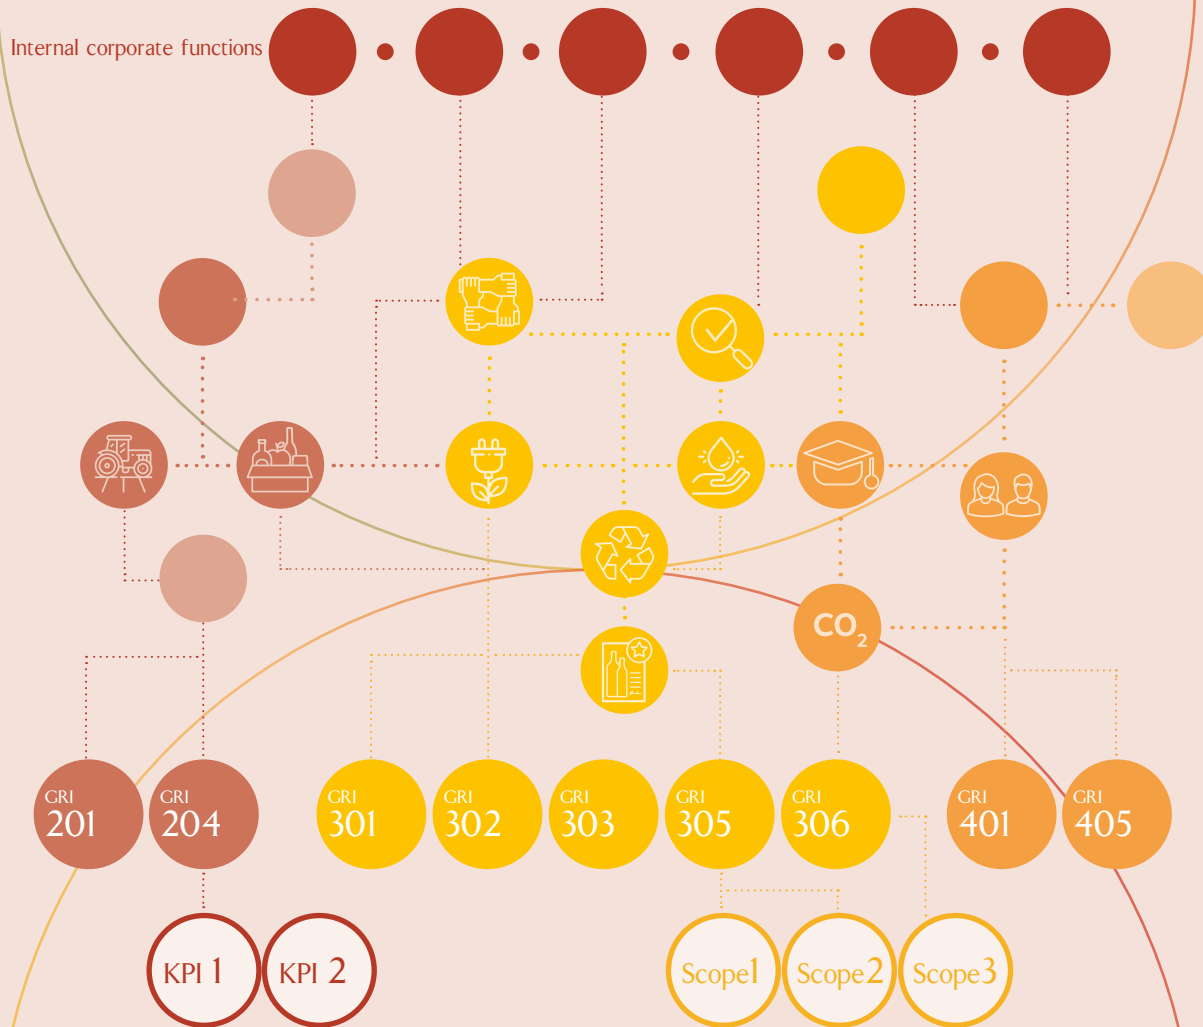 Internal corporate functions
CO2
GRI
201
GRI
204
GRI
301
GRI
302
GRI
303
GRI
305
GRI
306
GRI
401
GRI
405
KPI 1
KPI 2
Scope1
Scope2
Scope3